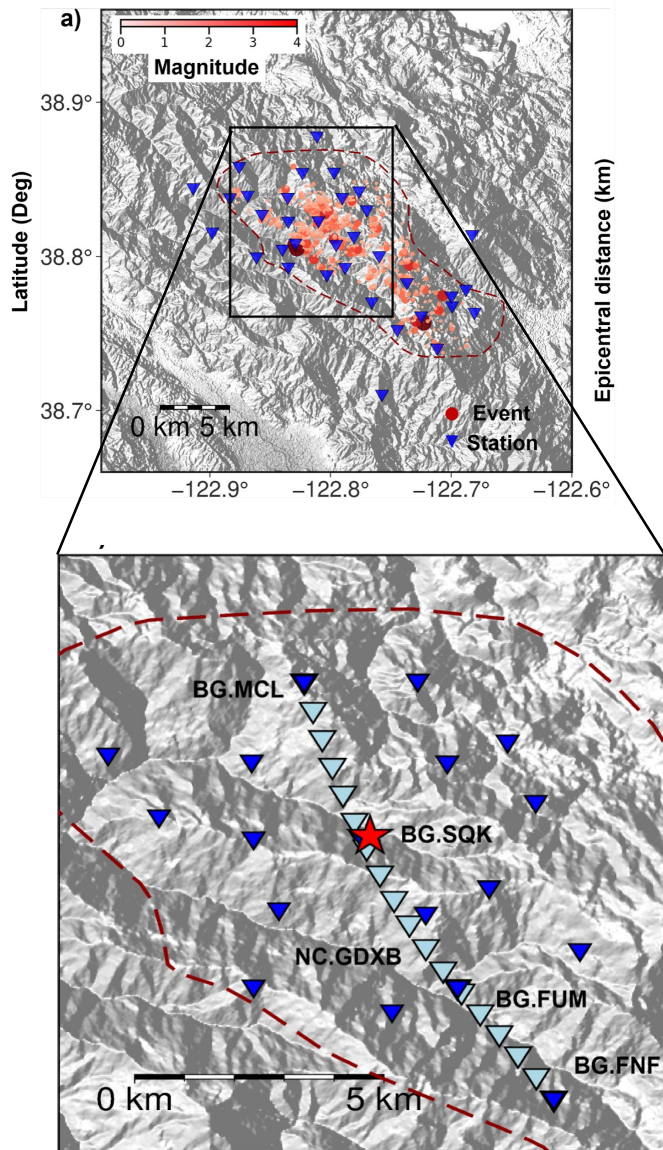 a)
0 1 2 3 4
Magnitude
38.9°
38.8°
38.7°
Latitude (Deg)
Epicentral distance (km)
0 km 5 km
Event
Station
−122.9° −122.8° −122.7° −122.6°
BG.MCL
BG.SQK
NC.GDXB
BG.FUM
BG.FNF
0 km 5 km